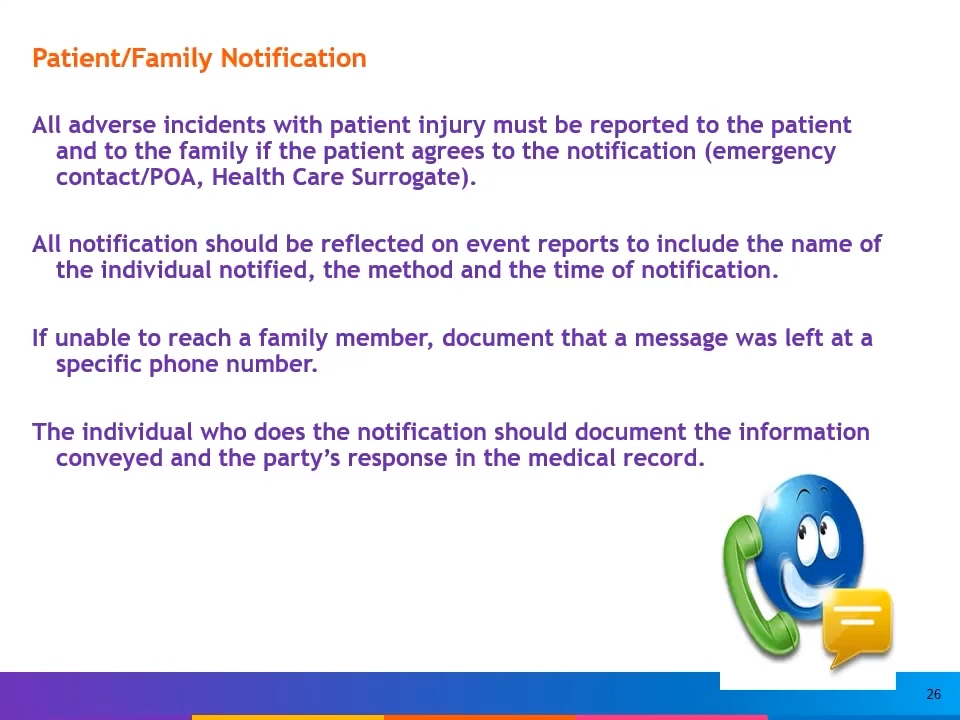 Patient/Family Notification
All adverse incidents with patient injury must be reported to the patient
and to the family if the patient agrees to the notification (emergency
contact/POA, Health Care Surrogate).
All notification should be reflected on event reports to include the name of
the individual notified, the method and the time of notification.
If unable to reach a family member, document that a message was left at a
specific phone number.
The individual who does the notification should document the information
conveyed and the party’s response in the medical record.
26